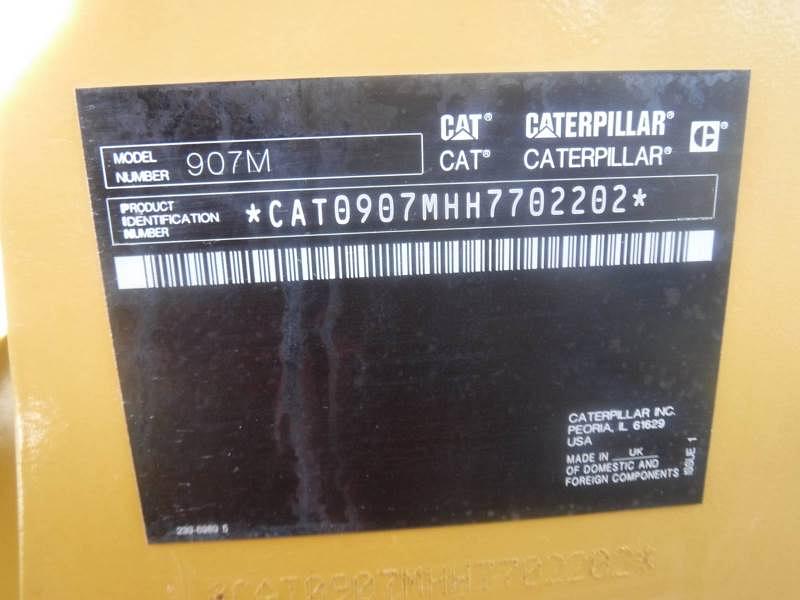 CAT® CATERPILLAR®
CAT® CATERPILLAR®
MODEL NUMBER 907M
PRODUCT IDENTIFICATION NUMBER *CAT0907MHH7702202*
CATERPILLAR INC.
PEORIA, IL 61629
USA
MADE IN UK
OF DOMESTIC AND
FOREIGN COMPONENTS
ISSUE 1
239-6989 5
*CAT0907MHH7702202*